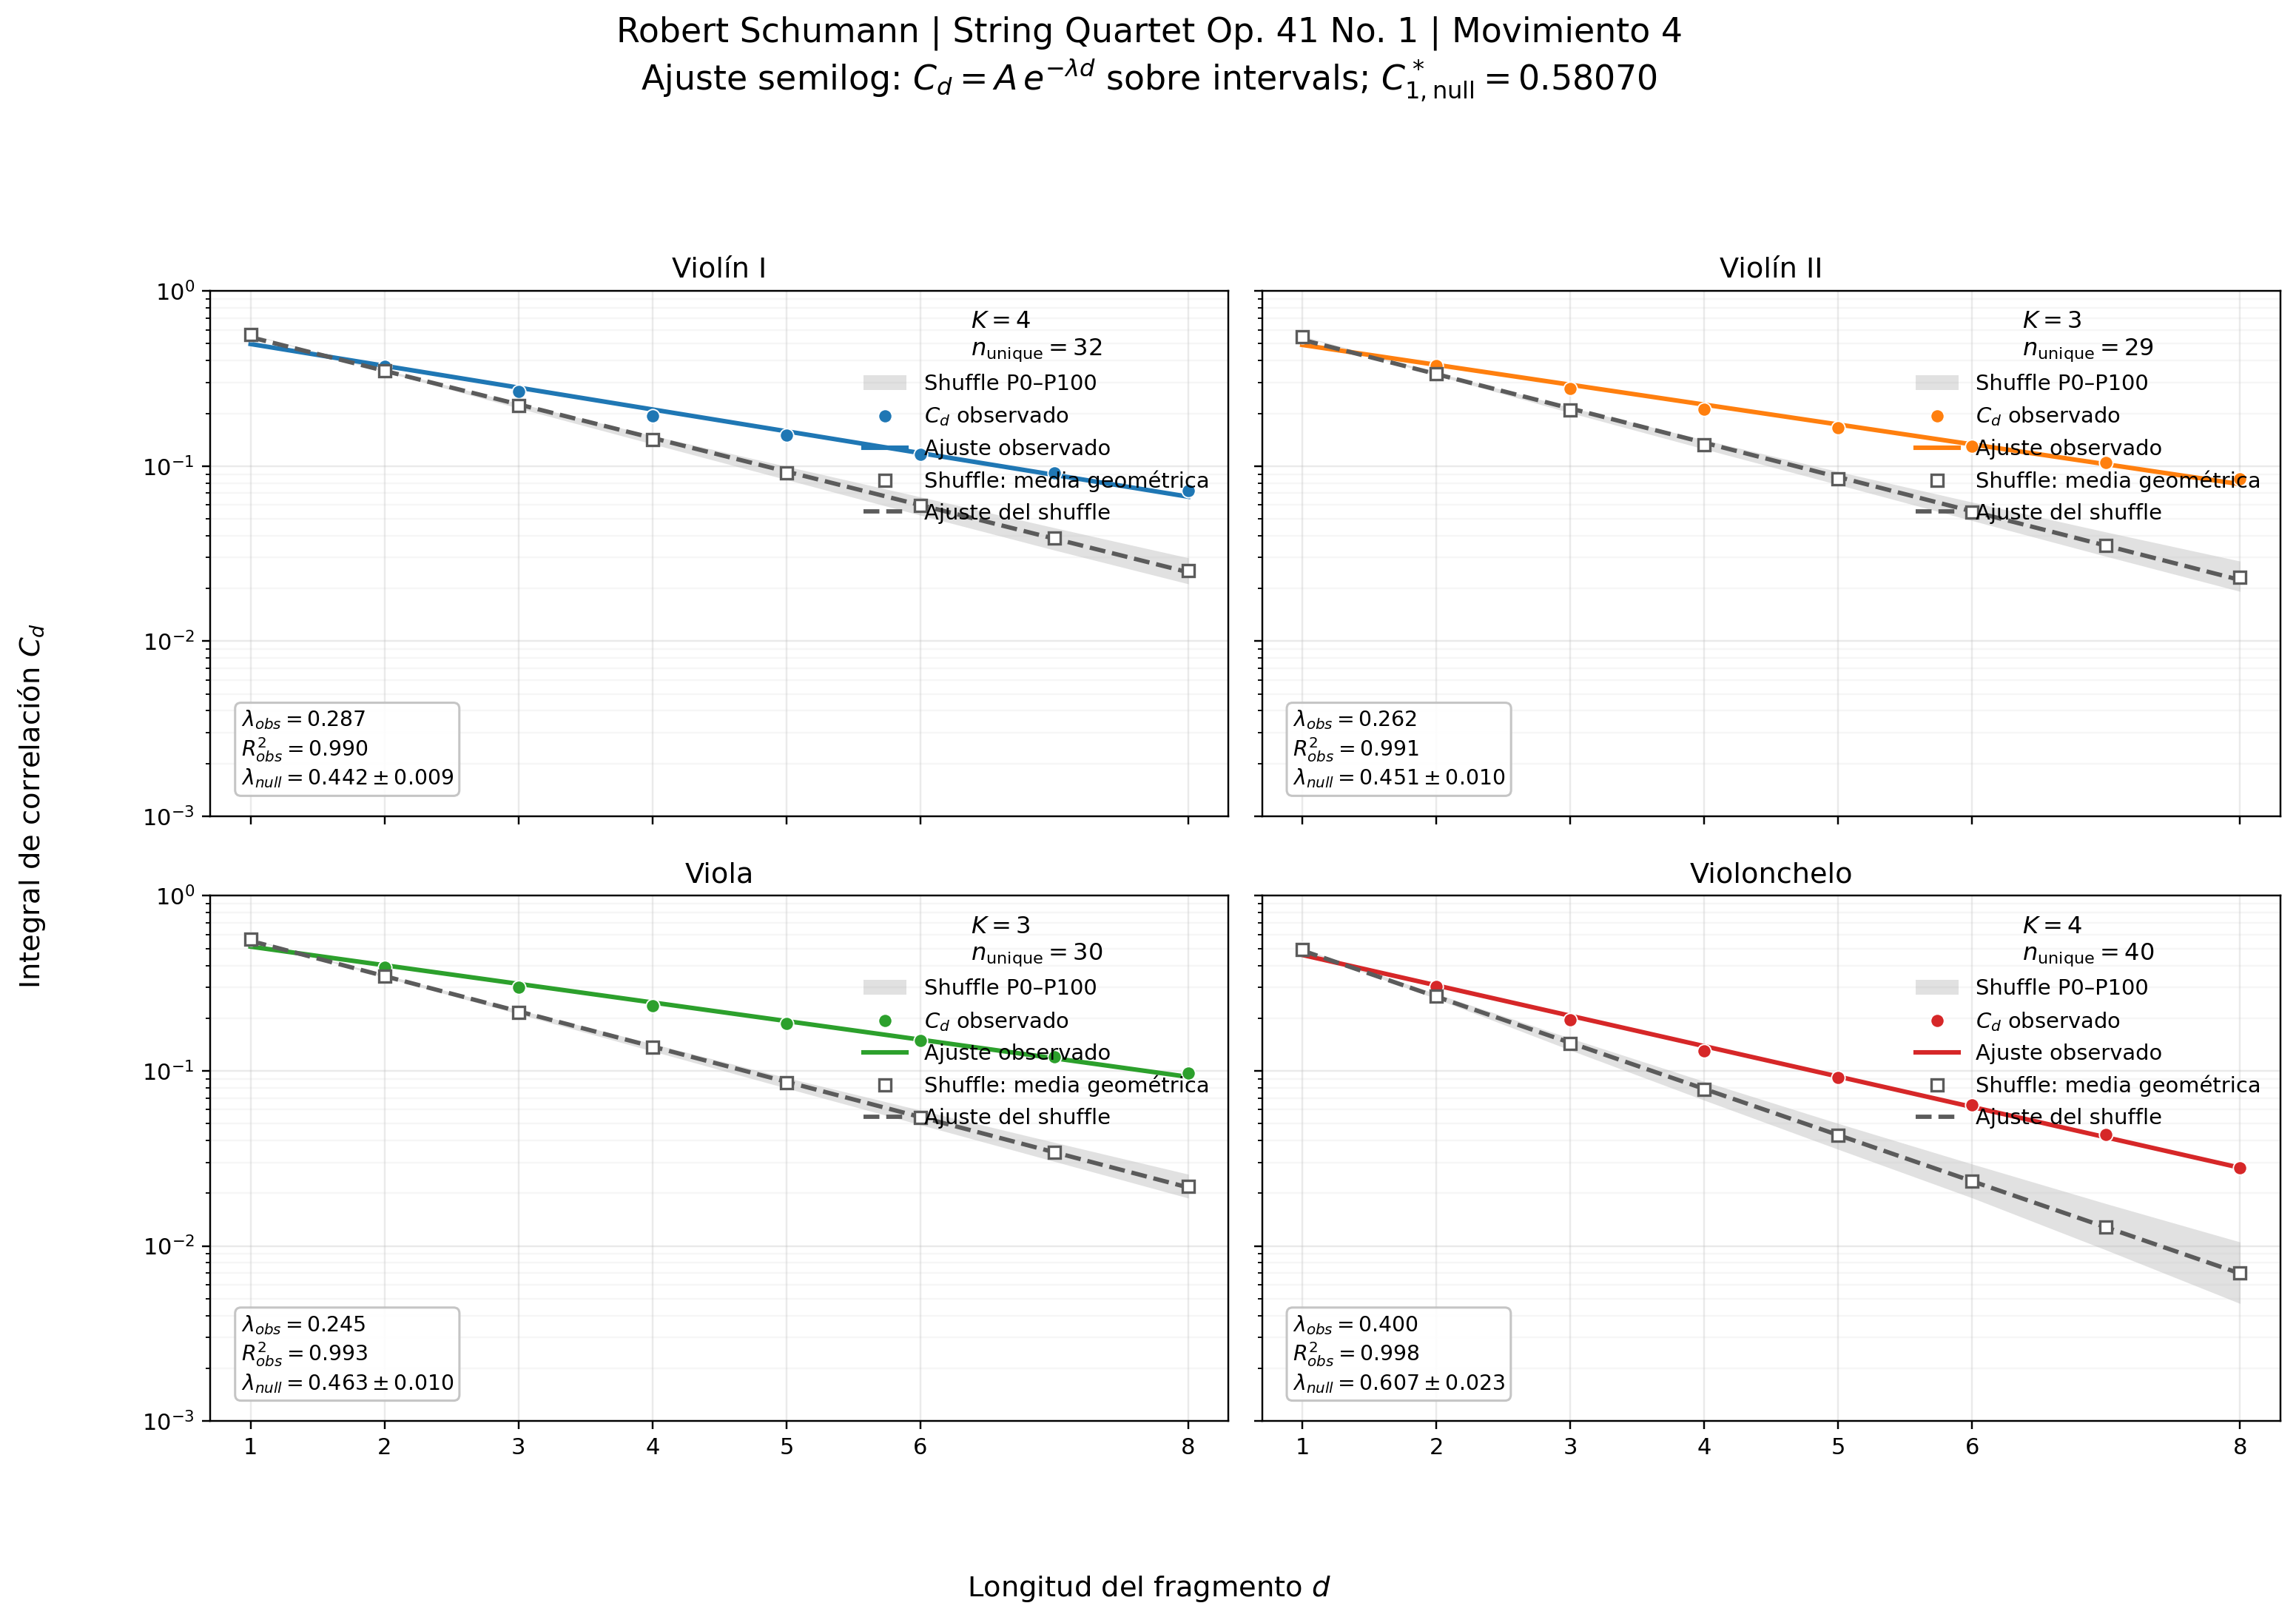 Robert Schumann | String Quartet Op. 41 No. 1 | Movimiento 4
Ajuste semilog: C_d = A e^{−λd} sobre intervals; C^*_{1,null} = 0.58070
Integral de correlación C_d
Violín I
10^0
10^{−1}
10^{−2}
10^{−3}
K = 4
n_unique = 32
Shuffle P0–P100
C_d observado
Ajuste observado
Shuffle: media geométrica
Ajuste del shuffle
λ_obs = 0.287
R^2_obs = 0.990
λ_null = 0.442 ± 0.009
Violín II
K = 3
n_unique = 29
Shuffle P0–P100
C_d observado
Ajuste observado
Shuffle: media geométrica
Ajuste del shuffle
λ_obs = 0.262
R^2_obs = 0.991
λ_null = 0.451 ± 0.010
Viola
10^0
10^{−1}
10^{−2}
10^{−3}
K = 3
n_unique = 30
Shuffle P0–P100
C_d observado
Ajuste observado
Shuffle: media geométrica
Ajuste del shuffle
λ_obs = 0.245
R^2_obs = 0.993
λ_null = 0.463 ± 0.010
1 2 3 4 5 6 8
Violonchelo
K = 4
n_unique = 40
Shuffle P0–P100
C_d observado
Ajuste observado
Shuffle: media geométrica
Ajuste del shuffle
λ_obs = 0.400
R^2_obs = 0.998
λ_null = 0.607 ± 0.023
1 2 3 4 5 6 8
Longitud del fragmento d